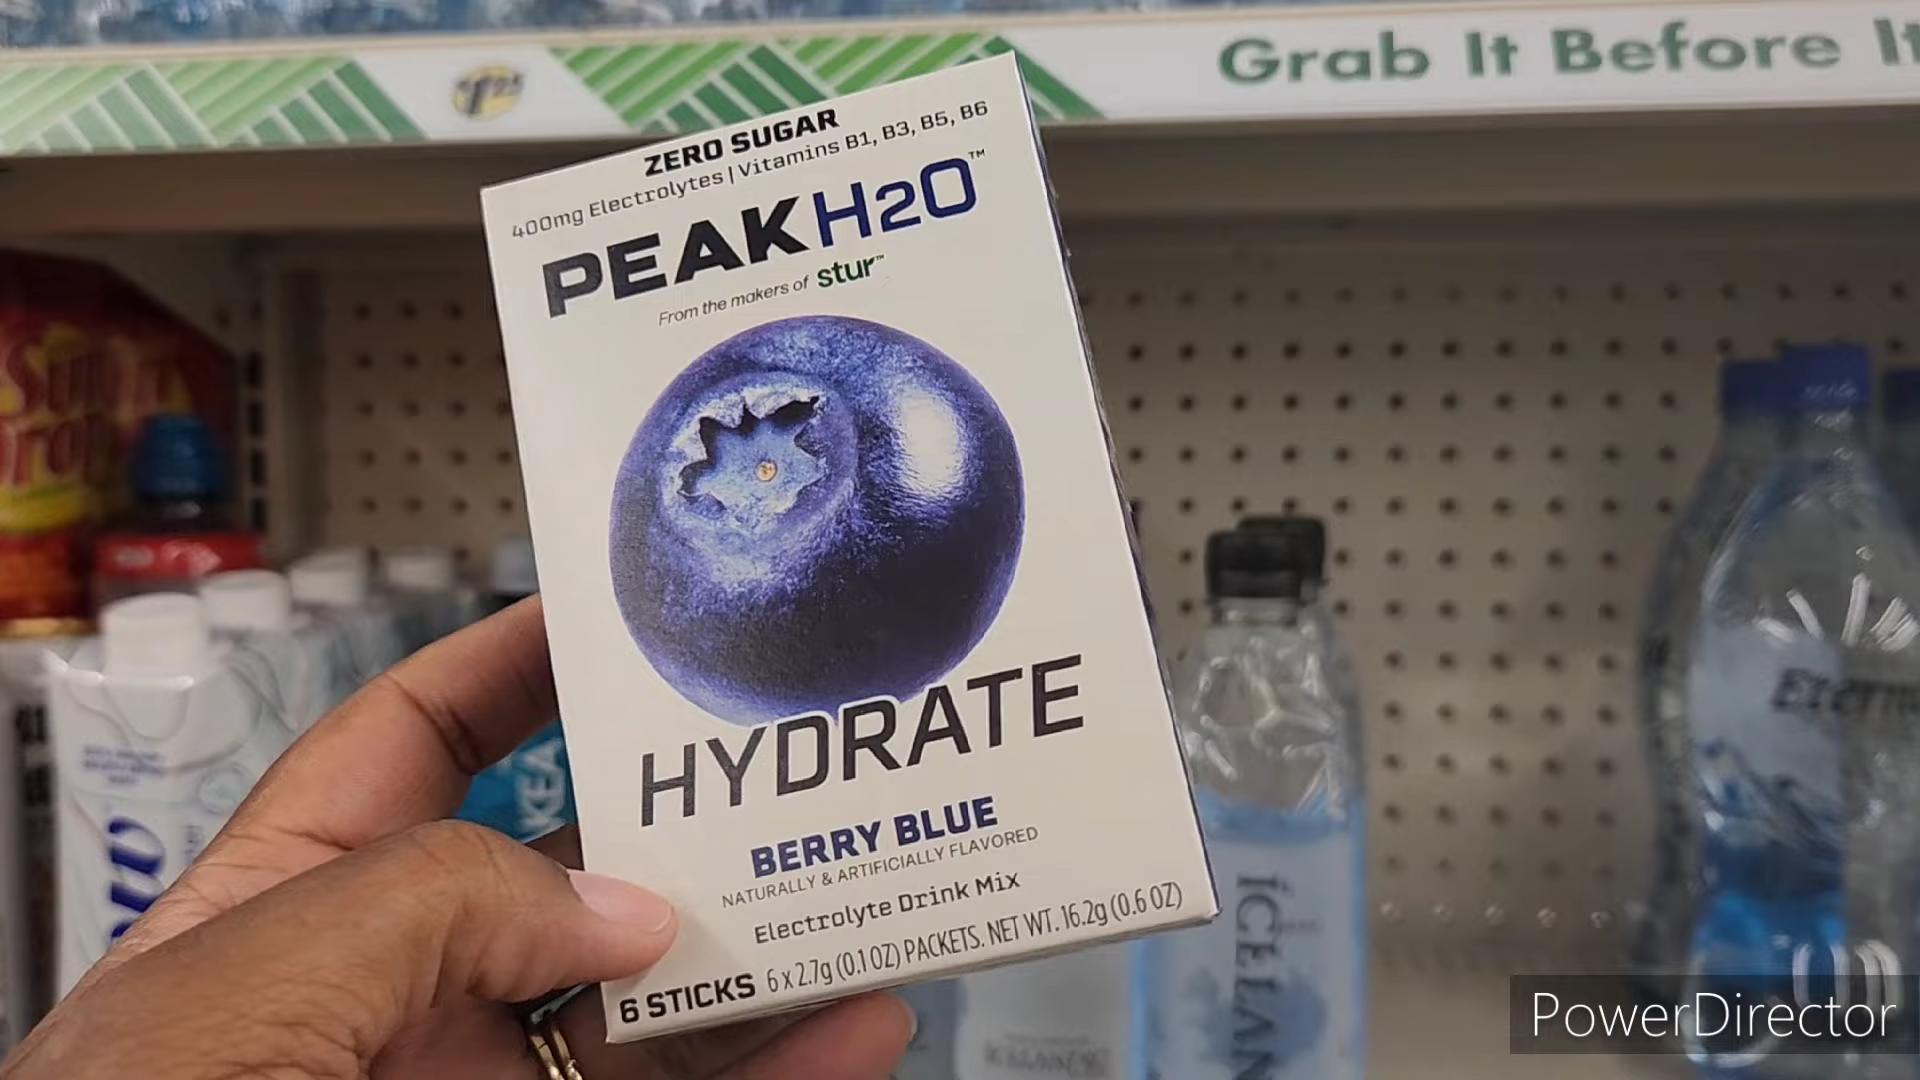 Grab It Before It
ZERO SUGAR
400mg Electrolytes | Vitamins B1, B3, B5, B6
PEAK H2O™
From the makers of stur™
HYDRATE
BERRY BLUE
NATURALLY & ARTIFICIALLY FLAVORED
Electrolyte Drink Mix
6 STICKS 6 x 2.7g (0.1 OZ) PACKETS. NET WT. 16.2g (0.6 OZ)
PowerDirector